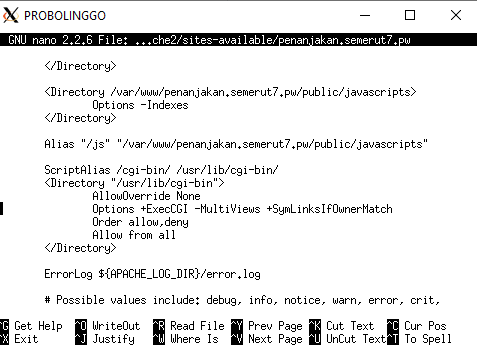 PROBOLINGGO
GNU nano 2.2.6 File: ...che2/sites-available/penanjakan.semerut7.pw
</Directory>
<Directory /var/www/penanjakan.semerut7.pw/public/javascripts>
Options -Indexes
</Directory>
Alias "/js" "/var/www/penanjakan.semerut7.pw/public/javascripts"
ScriptAlias /cgi-bin/ /usr/lib/cgi-bin/
<Directory "/usr/lib/cgi-bin">
AllowOverride None
Options +ExecCGI -MultiViews +SymLinksIfOwnerMatch
Order allow,deny
Allow from all
</Directory>
ErrorLog ${APACHE_LOG_DIR}/error.log
# Possible values include: debug, info, notice, warn, error, crit,
^G Get Help ^O WriteOut ^R Read File ^Y Prev Page ^K Cut Text ^C Cur Pos
^X Exit ^J Justify ^W Where Is ^V Next Page ^U UnCut Text ^T To Spell